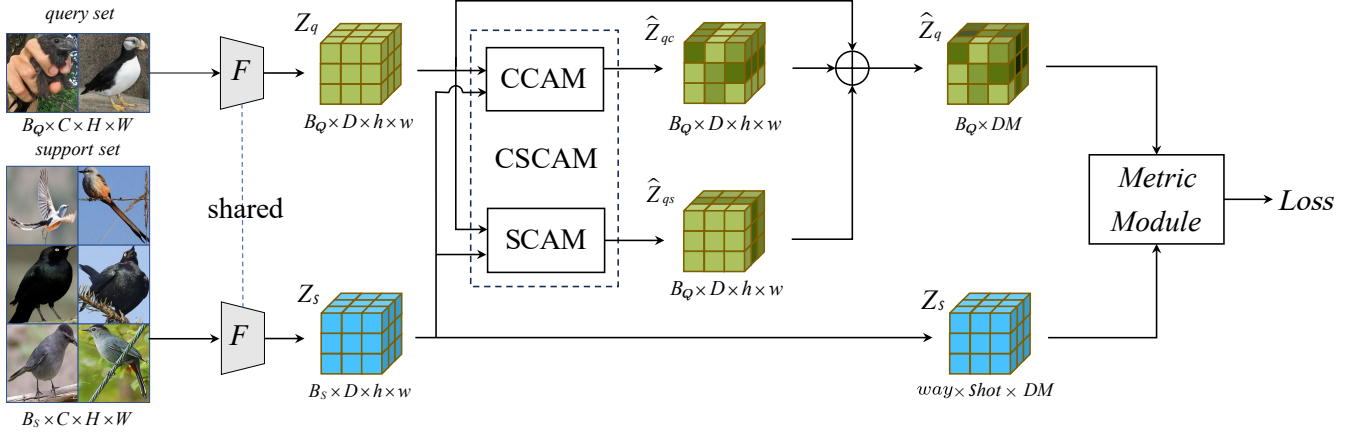 query set
B_Q × C × H × W
support set
B_S × C × H × W
F
shared
F
Z_q
B_Q × D × h × w
Z_s
B_S × D × h × w
CCAM
CSCAM
SCAM
Ẑ_qc
B_Q × D × h × w
Ẑ_qs
B_Q × D × h × w
Ẑ_q
B_Q × DM
Z_s
way × Shot × DM
Metric
Module
Loss